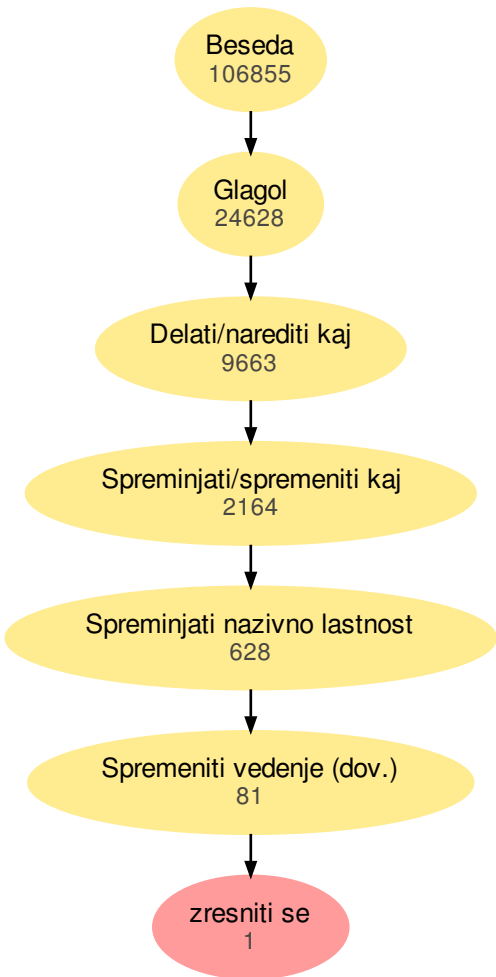 Beseda
106855
Glagol
24628
Delati/narediti kaj
9663
Spreminjati/spremeniti kaj
2164
Spreminjati nazivno lastnost
628
Spremeniti vedenje (dov.)
81
zresniti se
1